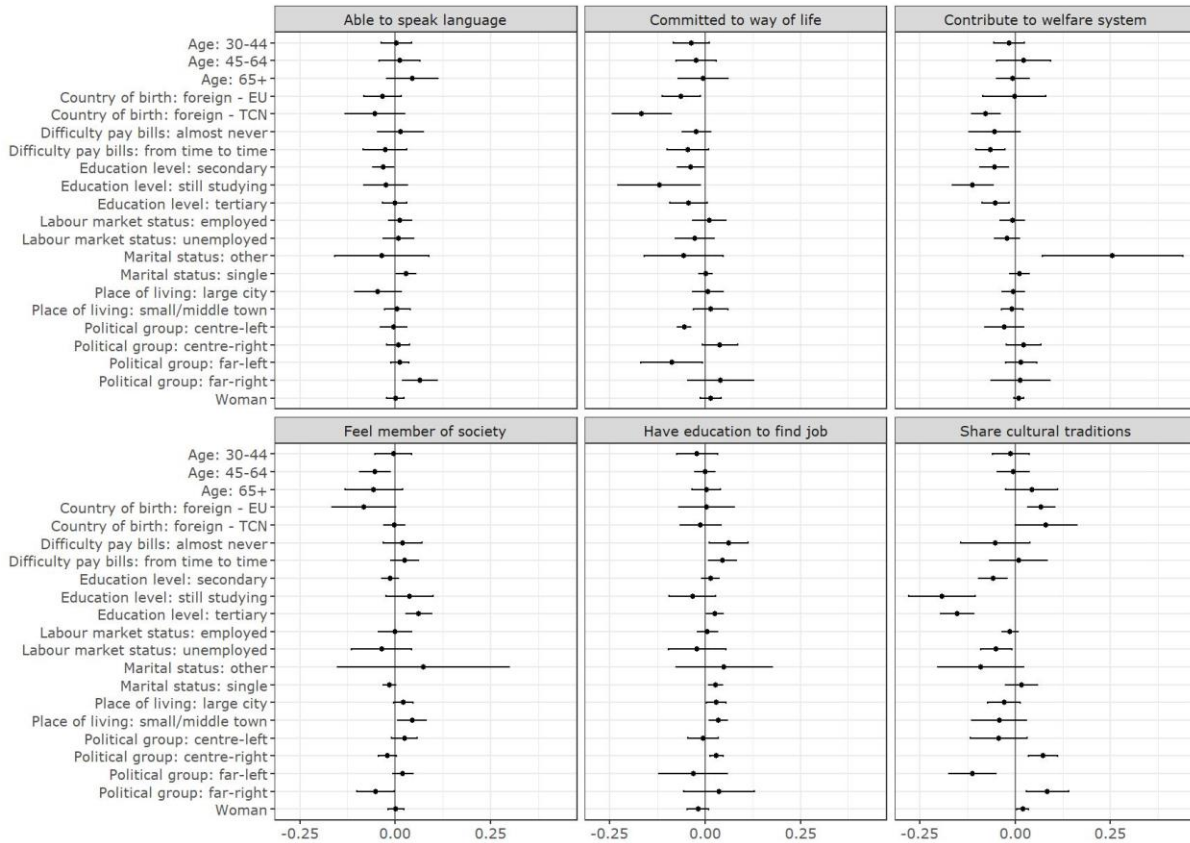 Able to speak language
Committed to way of life
Contribute to welfare system
Age: 30-44
Age: 45-64
Age: 65+
Country of birth: foreign - EU
Country of birth: foreign - TCN
Difficulty pay bills: almost never
Difficulty pay bills: from time to time
Education level: secondary
Education level: still studying
Education level: tertiary
Labour market status: employed
Labour market status: unemployed
Marital status: other
Marital status: single
Place of living: large city
Place of living: small/middle town
Political group: centre-left
Political group: centre-right
Political group: far-left
Political group: far-right
Woman
Feel member of society
Have education to find job
Share cultural traditions
Age: 30-44
Age: 45-64
Age: 65+
Country of birth: foreign - EU
Country of birth: foreign - TCN
Difficulty pay bills: almost never
Difficulty pay bills: from time to time
Education level: secondary
Education level: still studying
Education level: tertiary
Labour market status: employed
Labour market status: unemployed
Marital status: other
Marital status: single
Place of living: large city
Place of living: small/middle town
Political group: centre-left
Political group: centre-right
Political group: far-left
Political group: far-right
Woman
-0.25 0.00 0.25
-0.25 0.00 0.25
-0.25 0.00 0.25